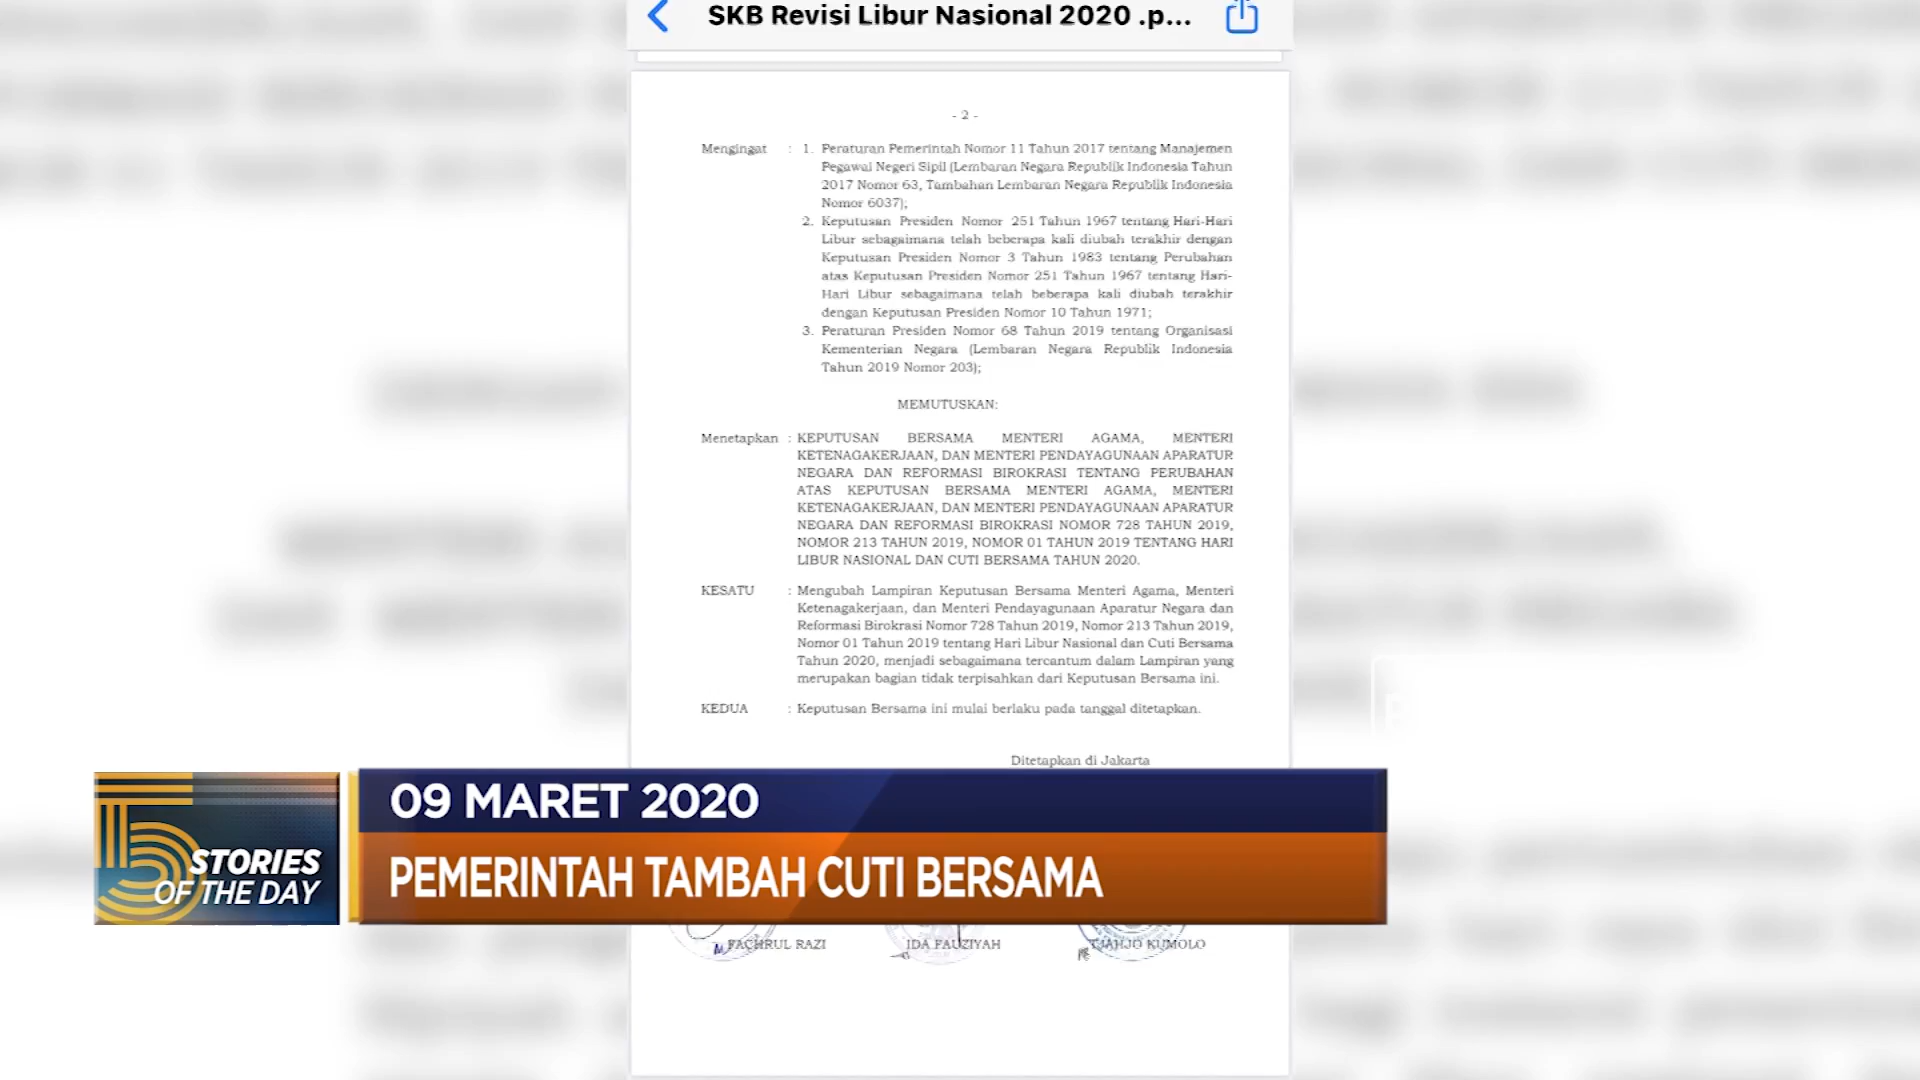 SKB Revisi Libur Nasional 2020 .p...
- 2 -
Mengingat : 1. Peraturan Pemerintah Nomor 11 Tahun 2017 tentang Manajemen
Pegawai Negeri Sipil (Lembaran Negara Republik Indonesia Tahun
2017 Nomor 63, Tambahan Lembaran Negara Republik Indonesia
Nomor 6037);
2. Keputusan Presiden Nomor 251 Tahun 1967 tentang Hari-Hari
Libur sebagaimana telah beberapa kali diubah terakhir dengan
Keputusan Presiden Nomor 3 Tahun 1983 tentang Perubahan
atas Keputusan Presiden Nomor 251 Tahun 1967 tentang Hari-
Hari Libur sebagaimana telah beberapa kali diubah terakhir
dengan Keputusan Presiden Nomor 10 Tahun 1971;
3. Peraturan Presiden Nomor 68 Tahun 2019 tentang Organisasi
Kementerian Negara (Lembaran Negara Republik Indonesia
Tahun 2019 Nomor 203);
MEMUTUSKAN:
Menetapkan : KEPUTUSAN BERSAMA MENTERI AGAMA, MENTERI
KETENAGAKERJAAN, DAN MENTERI PENDAYAGUNAAN APARATUR
NEGARA DAN REFORMASI BIROKRASI TENTANG PERUBAHAN
ATAS KEPUTUSAN BERSAMA MENTERI AGAMA, MENTERI
KETENAGAKERJAAN, DAN MENTERI PENDAYAGUNAAN APARATUR
NEGARA DAN REFORMASI BIROKRASI NOMOR 728 TAHUN 2019,
NOMOR 213 TAHUN 2019, NOMOR 01 TAHUN 2019 TENTANG HARI
LIBUR NASIONAL DAN CUTI BERSAMA TAHUN 2020.
KESATU : Mengubah Lampiran Keputusan Bersama Menteri Agama, Menteri
Ketenagakerjaan, dan Menteri Pendayagunaan Aparatur Negara dan
Reformasi Birokrasi Nomor 728 Tahun 2019, Nomor 213 Tahun 2019,
Nomor 01 Tahun 2019 tentang Hari Libur Nasional dan Cuti Bersama
Tahun 2020, menjadi sebagaimana tercantum dalam Lampiran yang
merupakan bagian tidak terpisahkan dari Keputusan Bersama ini.
KEDUA : Keputusan Bersama ini mulai berlaku pada tanggal ditetapkan.
Ditetapkan di Jakarta
5 STORIES
OF THE DAY
09 MARET 2020
PEMERINTAH TAMBAH CUTI BERSAMA
FACHRUL RAZI IDA FAUZIYAH TJAHJO KUMOLO